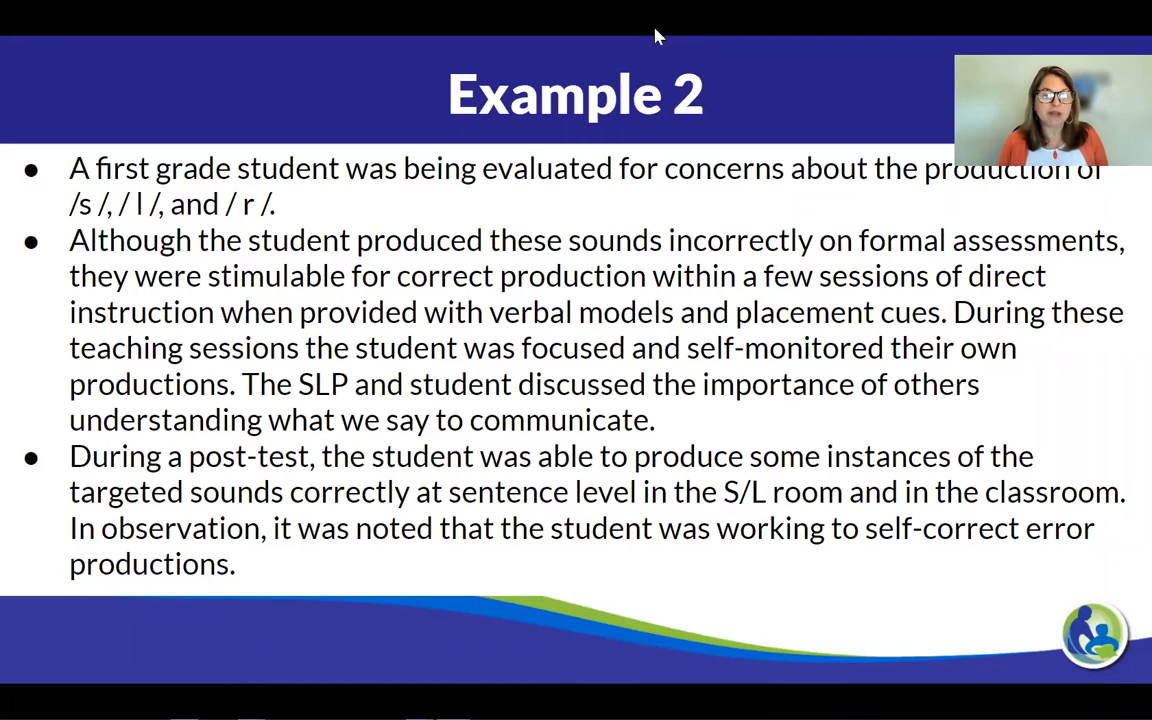 Example 2
● A first grade student was being evaluated for concerns about the production of
/s /, / l /, and / r /.
● Although the student produced these sounds incorrectly on formal assessments,
they were stimulable for correct production within a few sessions of direct
instruction when provided with verbal models and placement cues. During these
teaching sessions the student was focused and self-monitored their own
productions. The SLP and student discussed the importance of others
understanding what we say to communicate.
● During a post-test, the student was able to produce some instances of the
targeted sounds correctly at sentence level in the S/L room and in the classroom.
In observation, it was noted that the student was working to self-correct error
productions.